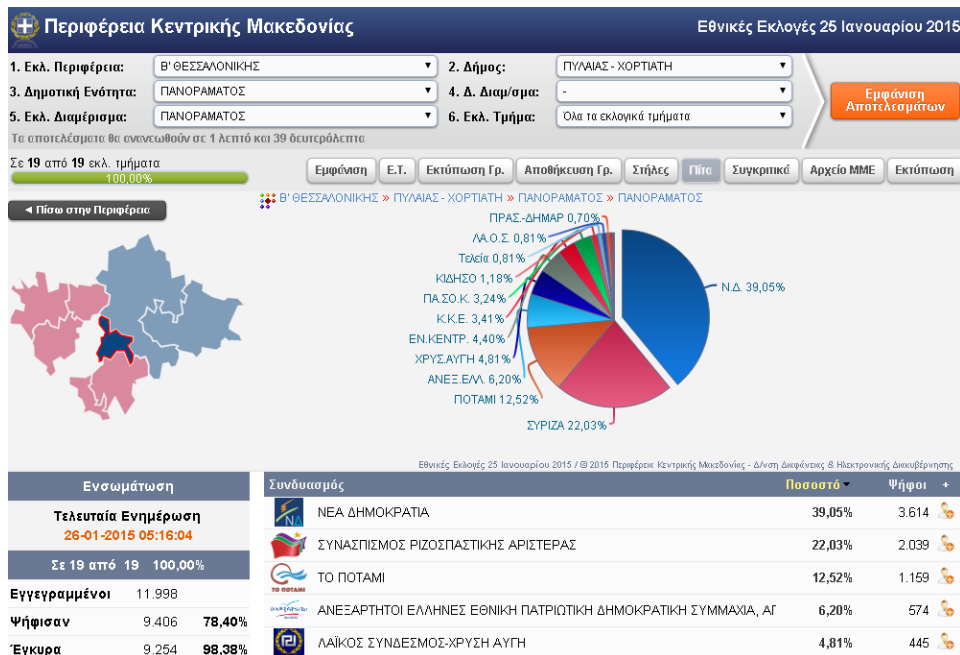 Περιφέρεια Κεντρικής Μακεδονίας
Εθνικές Εκλογές 25 Ιανουαρίου 2015
1. Εκλ. Περιφέρεια: Β' ΘΕΣΣΑΛΟΝΙΚΗΣ 2. Δήμος: ΠΥΛΑΙΑΣ - ΧΟΡΤΙΑΤΗ
3. Δημοτική Ενότητα: ΠΑΝΟΡΑΜΑΤΟΣ 4. Δ. Διαμ/σμα: -
5. Εκλ. Διαμέρισμα: ΠΑΝΟΡΑΜΑΤΟΣ 6. Εκλ. Τμήμα: Όλα τα εκλογικά τμήματα
Εμφάνιση
Αποτελεσμάτων
Τα αποτελέσματα θα ανανεωθούν σε 1 λεπτό και 39 δευτερόλεπτα
Σε 19 από 19 εκλ. τμήματα
100,00%
Εμφάνιση Ε.Τ. Εκτύπωση Γρ. Αποθήκευση Γρ. Στήλες Πίτα Συγκριτικά Αρχείο ΜΜΕ Εκτύπωση
Πίσω στην Περιφέρεια
Β' ΘΕΣΣΑΛΟΝΙΚΗΣ » ΠΥΛΑΙΑΣ - ΧΟΡΤΙΑΤΗ » ΠΑΝΟΡΑΜΑΤΟΣ » ΠΑΝΟΡΑΜΑΤΟΣ
ΠΡΑΣ.-ΔΗΜΑΡ 0,70%
ΛΑ.Ο.Σ. 0,81%
Τελεία 0,81%
ΚΙΔΗΣΟ 1,18%
ΠΑ.ΣΟ.Κ. 3,24%
Κ.Κ.Ε. 3,41%
ΕΝ.ΚΕΝΤΡ. 4,40%
ΧΡΥΣ.ΑΥΓΗ 4,81%
ΑΝΕΞ.ΕΛΛ. 6,20%
ΠΟΤΑΜΙ 12,52%
ΣΥΡΙΖΑ 22,03%
Ν.Δ. 39,05%
Εθνικές Εκλογές 25 Ιανουαρίου 2015 / © 2015 Περιφέρεια Κεντρικής Μακεδονίας - Δ/νση Διαφάνειας & Ηλεκτρονικής Διακυβέρνησης
Ενσωμάτωση
Τελευταία Ενημέρωση
26-01-2015 05:16:04
Σε 19 από 19 100,00%
Εγγεγραμμένοι 11.998
Ψήφισαν 9.406 78,40%
Έγκυρα 9.254 98,38%
Συνδυασμός Ποσοστό Ψήφοι +
ΝΔ ΝΕΑ ΔΗΜΟΚΡΑΤΙΑ 39,05% 3.614
ΣΥΝΑΣΠΙΣΜΟΣ ΡΙΖΟΣΠΑΣΤΙΚΗΣ ΑΡΙΣΤΕΡΑΣ 22,03% 2.039
ΤΟ ΠΟΤΑΜΙ ΤΟ ΠΟΤΑΜΙ 12,52% 1.159
ΑΝΕΞΑΡΤΗΤΟΙ ΕΛΛΗΝΕΣ ΕΘΝΙΚΗ ΠΑΤΡΙΩΤΙΚΗ ΔΗΜΟΚΡΑΤΙΚΗ ΣΥΜΜΑΧΙΑ, ΑΓ 6,20% 574
ΛΑΪΚΟΣ ΣΥΝΔΕΣΜΟΣ-ΧΡΥΣΗ ΑΥΓΗ 4,81% 445